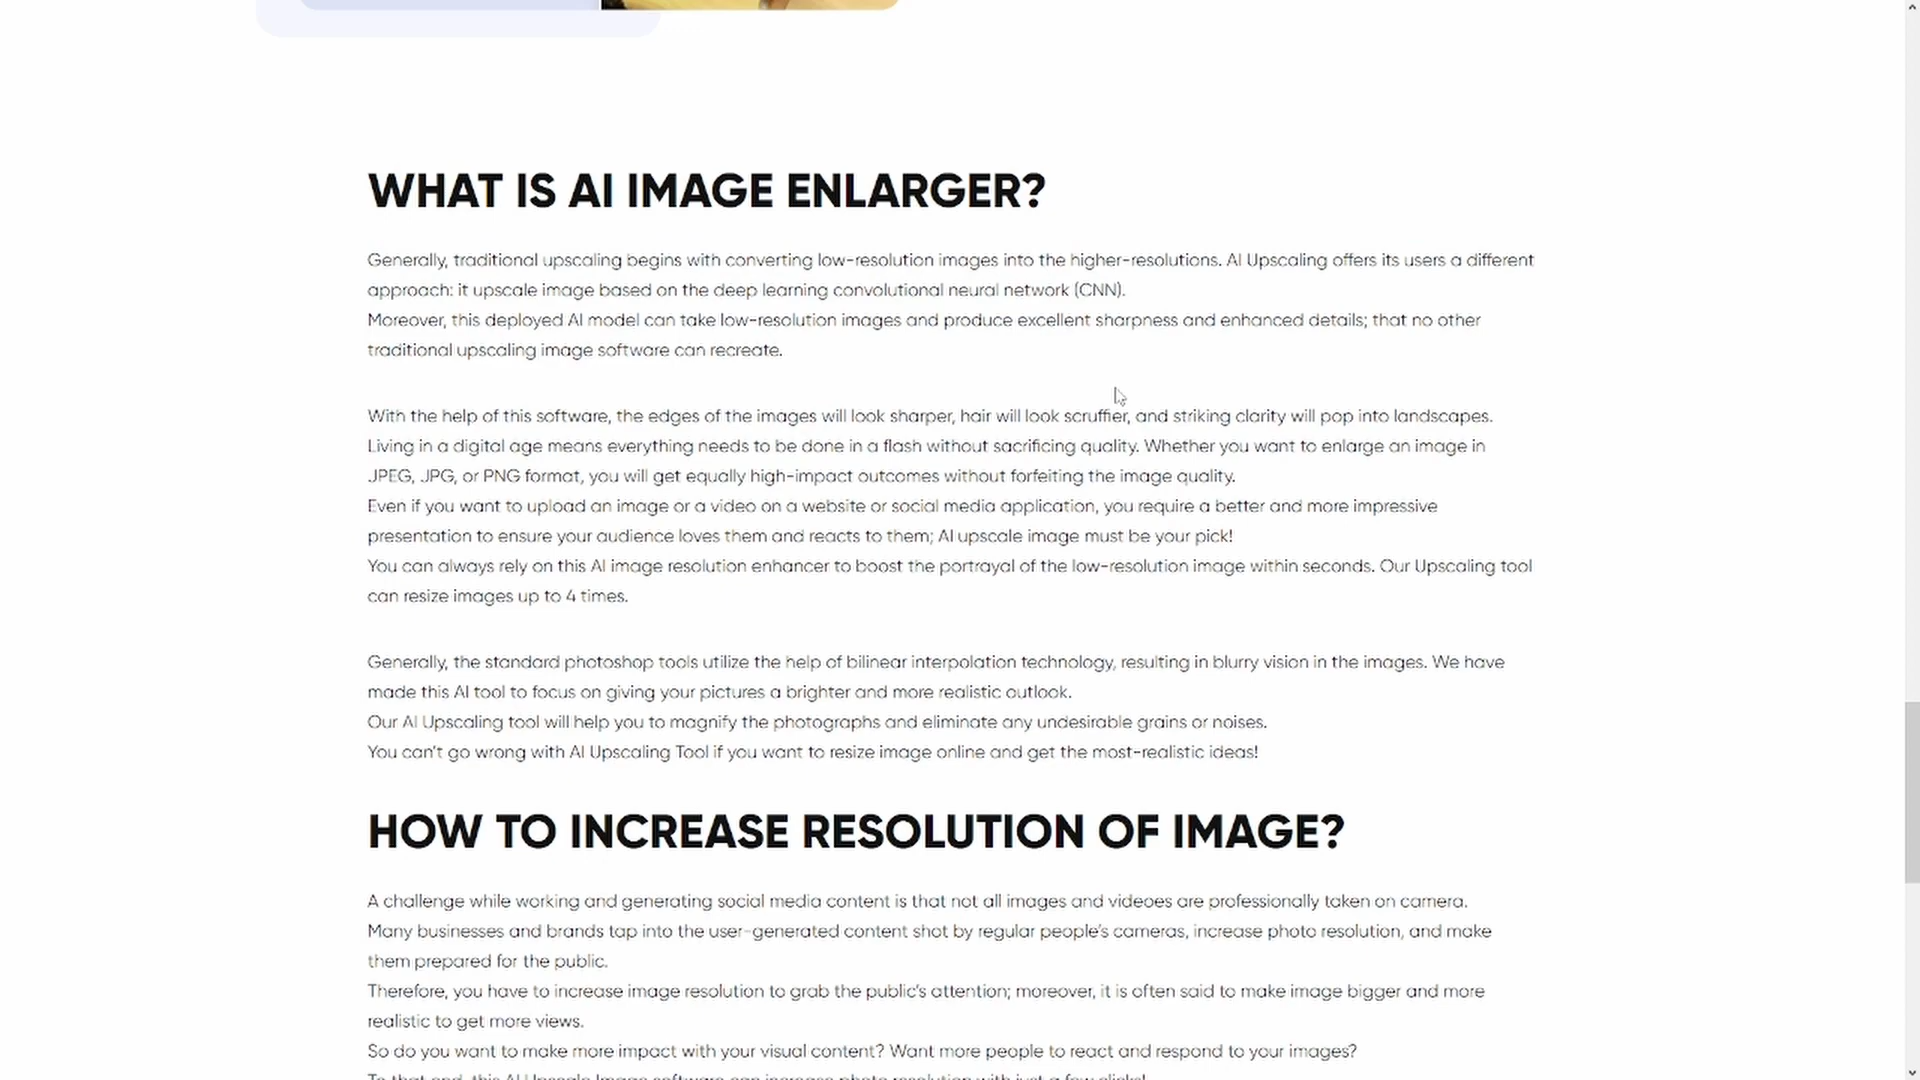 WHAT IS AI IMAGE ENLARGER?
Generally, traditional upscaling begins with converting low-resolution images into the higher-resolutions. AI Upscaling offers its users a different
approach: it upscale image based on the deep learning convolutional neural network (CNN).
Moreover, this deployed AI model can take low-resolution images and produce excellent sharpness and enhanced details; that no other
traditional upscaling image software can recreate.
With the help of this software, the edges of the images will look sharper, hair will look scruffier, and striking clarity will pop into landscapes.
Living in a digital age means everything needs to be done in a flash without sacrificing quality. Whether you want to enlarge an image in
JPEG, JPG, or PNG format, you will get equally high-impact outcomes without forfeiting the image quality.
Even if you want to upload an image or a video on a website or social media application, you require a better and more impressive
presentation to ensure your audience loves them and reacts to them; AI upscale image must be your pick!
You can always rely on this AI image resolution enhancer to boost the portrayal of the low-resolution image within seconds. Our Upscaling tool
can resize images up to 4 times.
Generally, the standard photoshop tools utilize the help of bilinear interpolation technology, resulting in blurry vision in the images. We have
made this AI tool to focus on giving your pictures a brighter and more realistic outlook.
Our AI Upscaling tool will help you to magnify the photographs and eliminate any undesirable grains or noises.
You can't go wrong with AI Upscaling Tool if you want to resize image online and get the most-realistic ideas!
HOW TO INCREASE RESOLUTION OF IMAGE?
A challenge while working and generating social media content is that not all images and videoes are professionally taken on camera.
Many businesses and brands tap into the user-generated content shot by regular people's cameras, increase photo resolution, and make
them prepared for the public.
Therefore, you have to increase image resolution to grab the public's attention; moreover, it is often said to make image bigger and more
realistic to get more views.
So do you want to make more impact with your visual content? Want more people to react and respond to your images?
To that end, this AI Upscale Image software can increase photo resolution with just a few clicks!